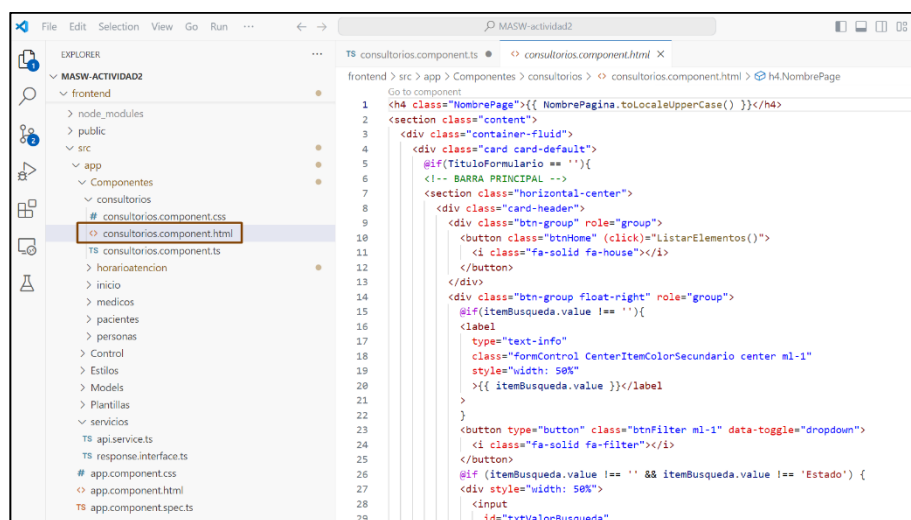 File Edit Selection View Go Run ··· ← → MASW-actividad2
EXPLORER ···
MASW-ACTIVIDAD2
frontend
node_modules
public
src
app
Componentes
consultorios
# consultorios.component.css
<> consultorios.component.html
TS consultorios.component.ts
horarioatencion
inicio
medicos
pacientes
personas
Control
Estilos
Models
Plantillas
servicios
TS api.service.ts
TS response.interface.ts
# app.component.css
<> app.component.html
TS app.component.spec.ts
1
2
TS consultorios.component.ts ● <> consultorios.component.html ×
frontend > src > app > Componentes > consultorios > <> consultorios.component.html > h4.NombrePage
Go to component
1 <h4 class="NombrePage">{{ NombrePagina.toLocaleUpperCase() }}</h4>
2 <section class="content">
3 <div class="container-fluid">
4 <div class="card card-default">
5 @if(TituloFormulario == ''){
6 <!-- BARRA PRINCIPAL -->
7 <section class="horizontal-center">
8 <div class="card-header">
9 <div class="btn-group" role="group">
10 <button class="btnHome" (click)="ListarElementos()">
11 <i class="fa-solid fa-house"></i>
12 </button>
13 </div>
14 <div class="btn-group float-right" role="group">
15 @if(itemBusqueda.value !== ''){
16 <label
17 type="text-info"
18 class="formControl CenterItemColorSecundario center ml-1"
19 style="width: 50%"
20 >{{ itemBusqueda.value }}</label
21 >
22 }
23 <button type="button" class="btnFilter ml-1" data-toggle="dropdown">
24 <i class="fa-solid fa-filter"></i>
25 </button>
26 @if (itemBusqueda.value !== '' && itemBusqueda.value !== 'Estado') {
27 <div style="width: 50%">
28 <input
29 id="txtValorBusqueda"